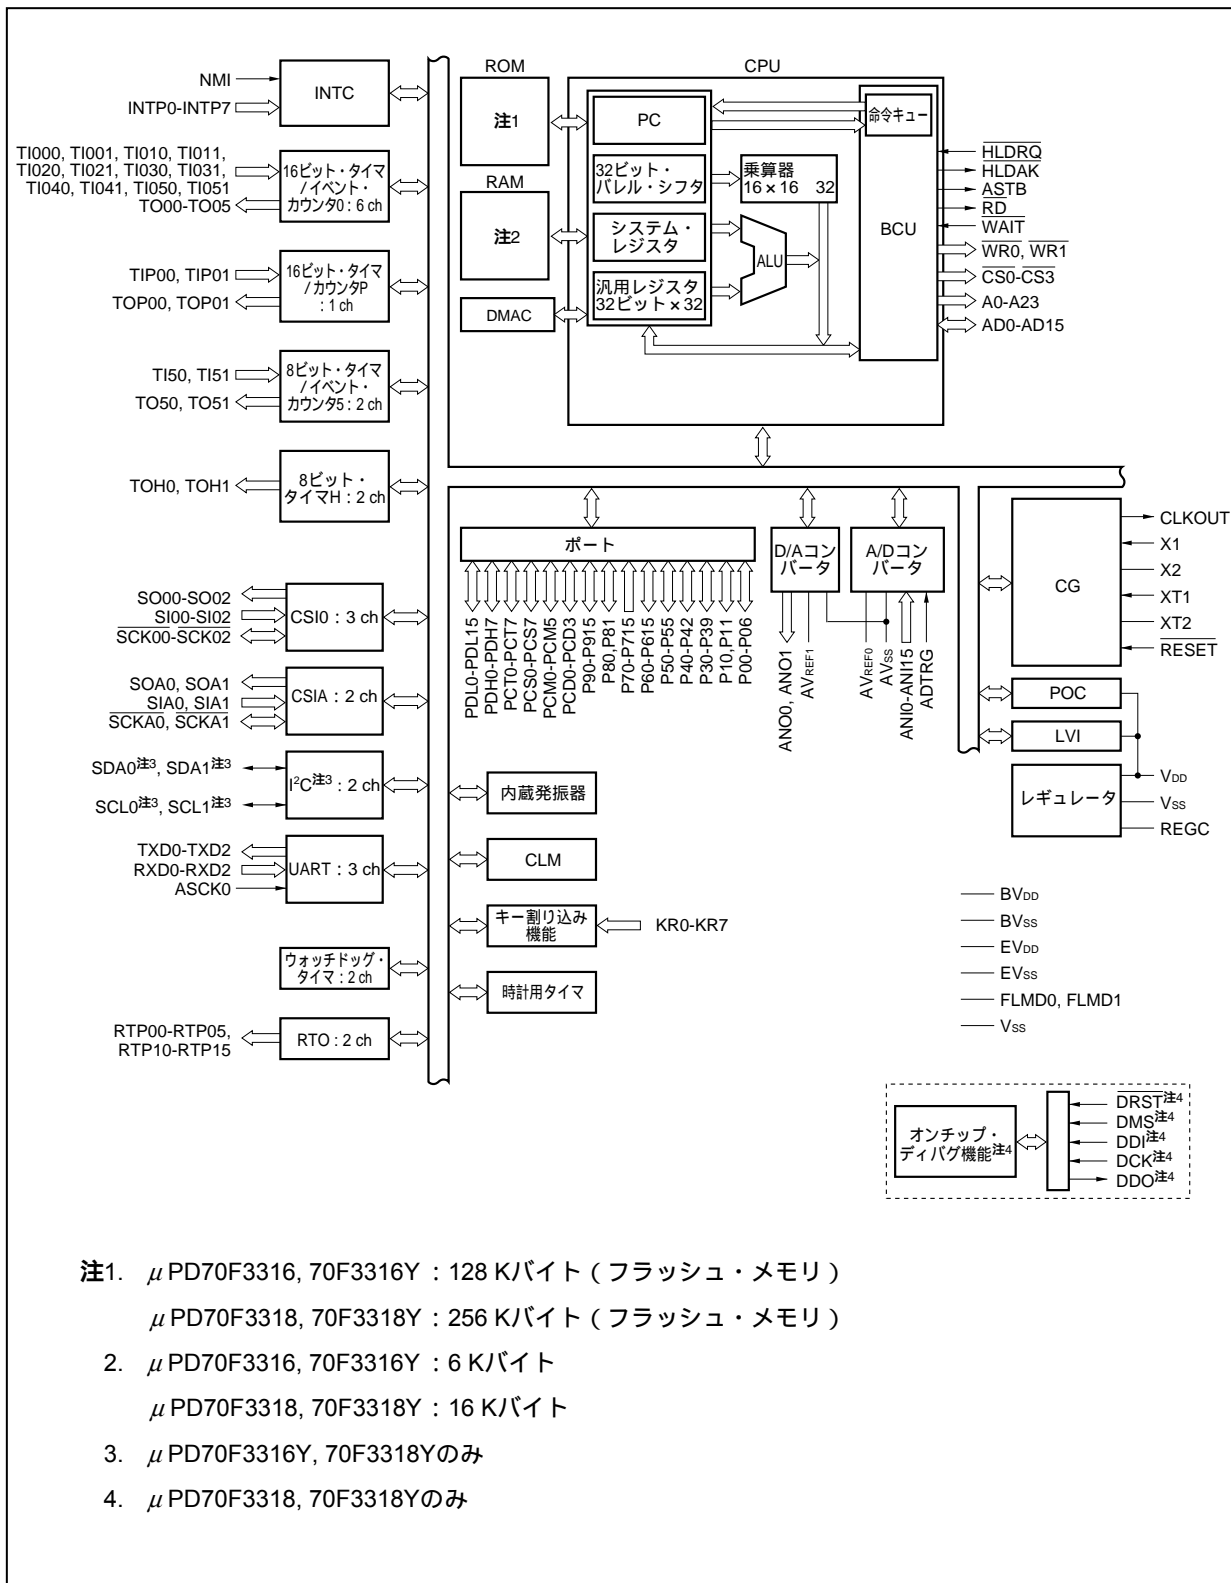 NMI
INTP0-INTP7
INTC
TI000, TI001, TI010, TI011,
TI020, TI021, TI030, TI031,
TI040, TI041, TI050, TI051
TO00-TO05
16ビット・タイマ
/イベント・
カウンタ0 : 6 ch
TIP00, TIP01
TOP00, TOP01
16ビット・タイマ
/カウンタP
: 1 ch
TI50, TI51
TO50, TO51
8ビット・タイマ
/イベント・
カウンタ5 : 2 ch
TOH0, TOH1
8ビット・
タイマH : 2 ch
SO00-SO02
SI00-SI02
SCK00-SCK02
CSI0 : 3 ch
SOA0, SOA1
SIA0, SIA1
SCKA0, SCKA1
CSIA : 2 ch
SDA0注3, SDA1注3
SCL0注3, SCL1注3
I²C注3 : 2 ch
TXD0-TXD2
RXD0-RXD2
ASCK0
UART : 3 ch
ウォッチドッグ・
タイマ : 2 ch
RTP00-RTP05,
RTP10-RTP15
RTO : 2 ch
ROM
注1
RAM
注2
DMAC
CPU
PC
32ビット・
バレル・シフタ
システム・
レジスタ
汎用レジスタ
32ビット×32
乗算器
16×16 32
ALU
命令キュー
BCU
HLDRQ
HLDAK
ASTB
RD
WAIT
WR0, WR1
CS0-CS3
A0-A23
AD0-AD15
ポート
PDL0-PDL15
PDH0-PDH7
PCT0-PCT7
PCS0-PCS7
PCM0-PCM5
PCD0-PCD3
P90-P915
P80,P81
P70-P715
P60-P615
P50-P55
P40-P42
P30-P39
P10,P11
P00-P06
D/Aコン
バータ
ANO0, ANO1
AVREF1
A/Dコン
バータ
AVREF0
AVSS
ANI0-ANI15
ADTRG
CG
CLKOUT
X1
X2
XT1
XT2
RESET
POC
LVI
レギュレータ
VDD
VSS
REGC
内蔵発振器
CLM
キー割り込み
機能
KR0-KR7
時計用タイマ
BVDD
BVSS
EVDD
EVSS
FLMD0, FLMD1
VSS
オンチップ・
ディバグ機能注4
DRST注4
DMS注4
DDI注4
DCK注4
DDO注4
注1. μPD70F3316, 70F3316Y : 128 Kバイト（フラッシュ・メモリ）
μPD70F3318, 70F3318Y : 256 Kバイト（フラッシュ・メモリ）
2. μPD70F3316, 70F3316Y : 6 Kバイト
μPD70F3318, 70F3318Y : 16 Kバイト
3. μPD70F3316Y, 70F3318Yのみ
4. μPD70F3318, 70F3318Yのみ